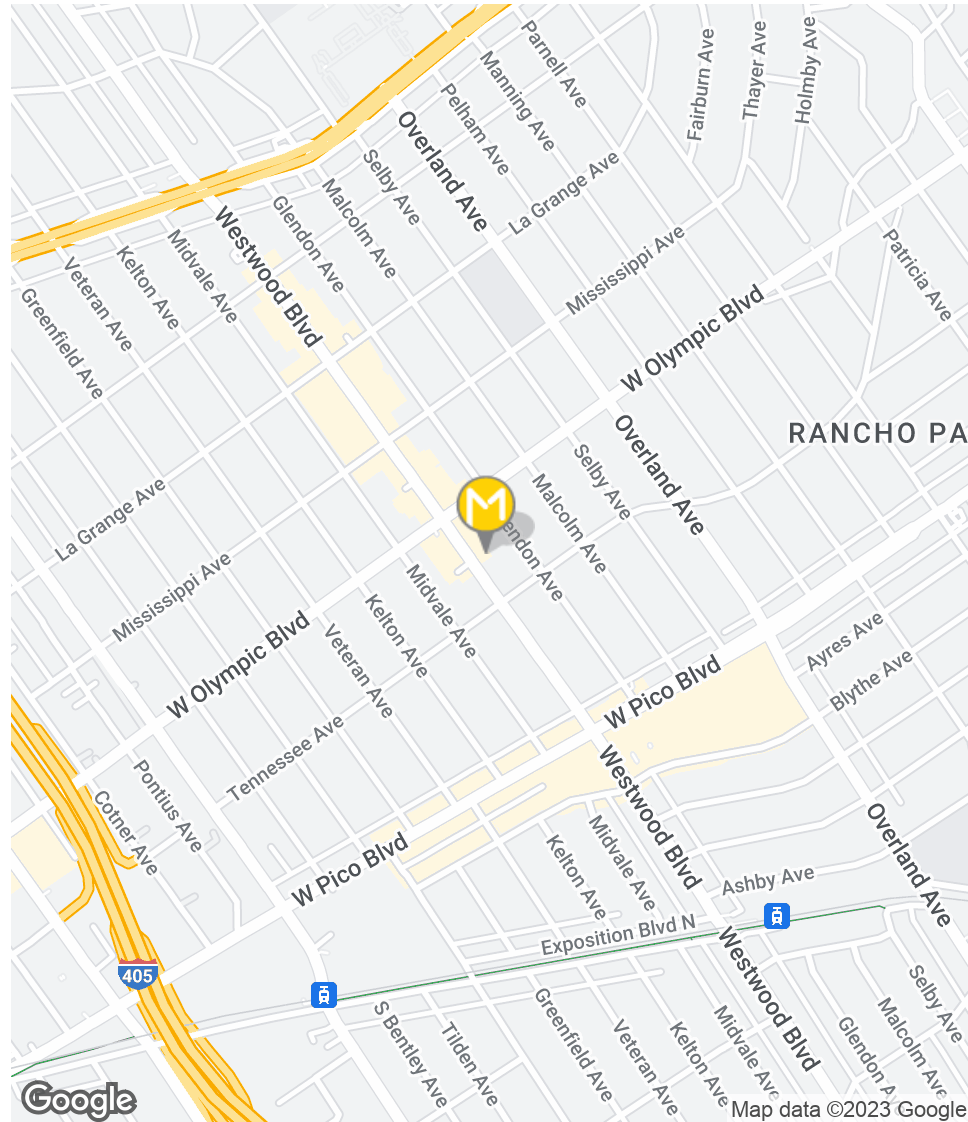 Parnell Ave
Manning Ave
Fairburn Ave
Thayer Ave
Holmby Ave
Pelham Ave
Overland Ave
Selby Ave
La Grange Ave
Malcolm Ave
Glendon Ave
Westwood Blvd
Midvale Ave
Kelton Ave
Veteran Ave
Greenfield Ave
Mississippi Ave
Patricia Ave
W Olympic Blvd
RANCHO PA
Overland Ave
Selby Ave
Malcolm Ave
M
endon Ave
La Grange Ave
Mississippi Ave
Midvale Ave
Kelton Ave
Veteran Ave
W Olympic Blvd
Ayres Ave
Blythe Ave
W Pico Blvd
Tennessee Ave
Pontius Ave
Cotner Ave
Westwood Blvd
W Pico Blvd
Midvale Ave
Kelton Ave
Overland Ave
Ashby Ave
Exposition Blvd N
405
Westwood Blvd
S Bentley Ave
Tilden Ave
Greenfield Ave
Veteran Ave
Kelton Ave
Midvale Ave
Glendon Ave
Malcolm Ave
Selby Ave
Google
Map data ©2023 Google